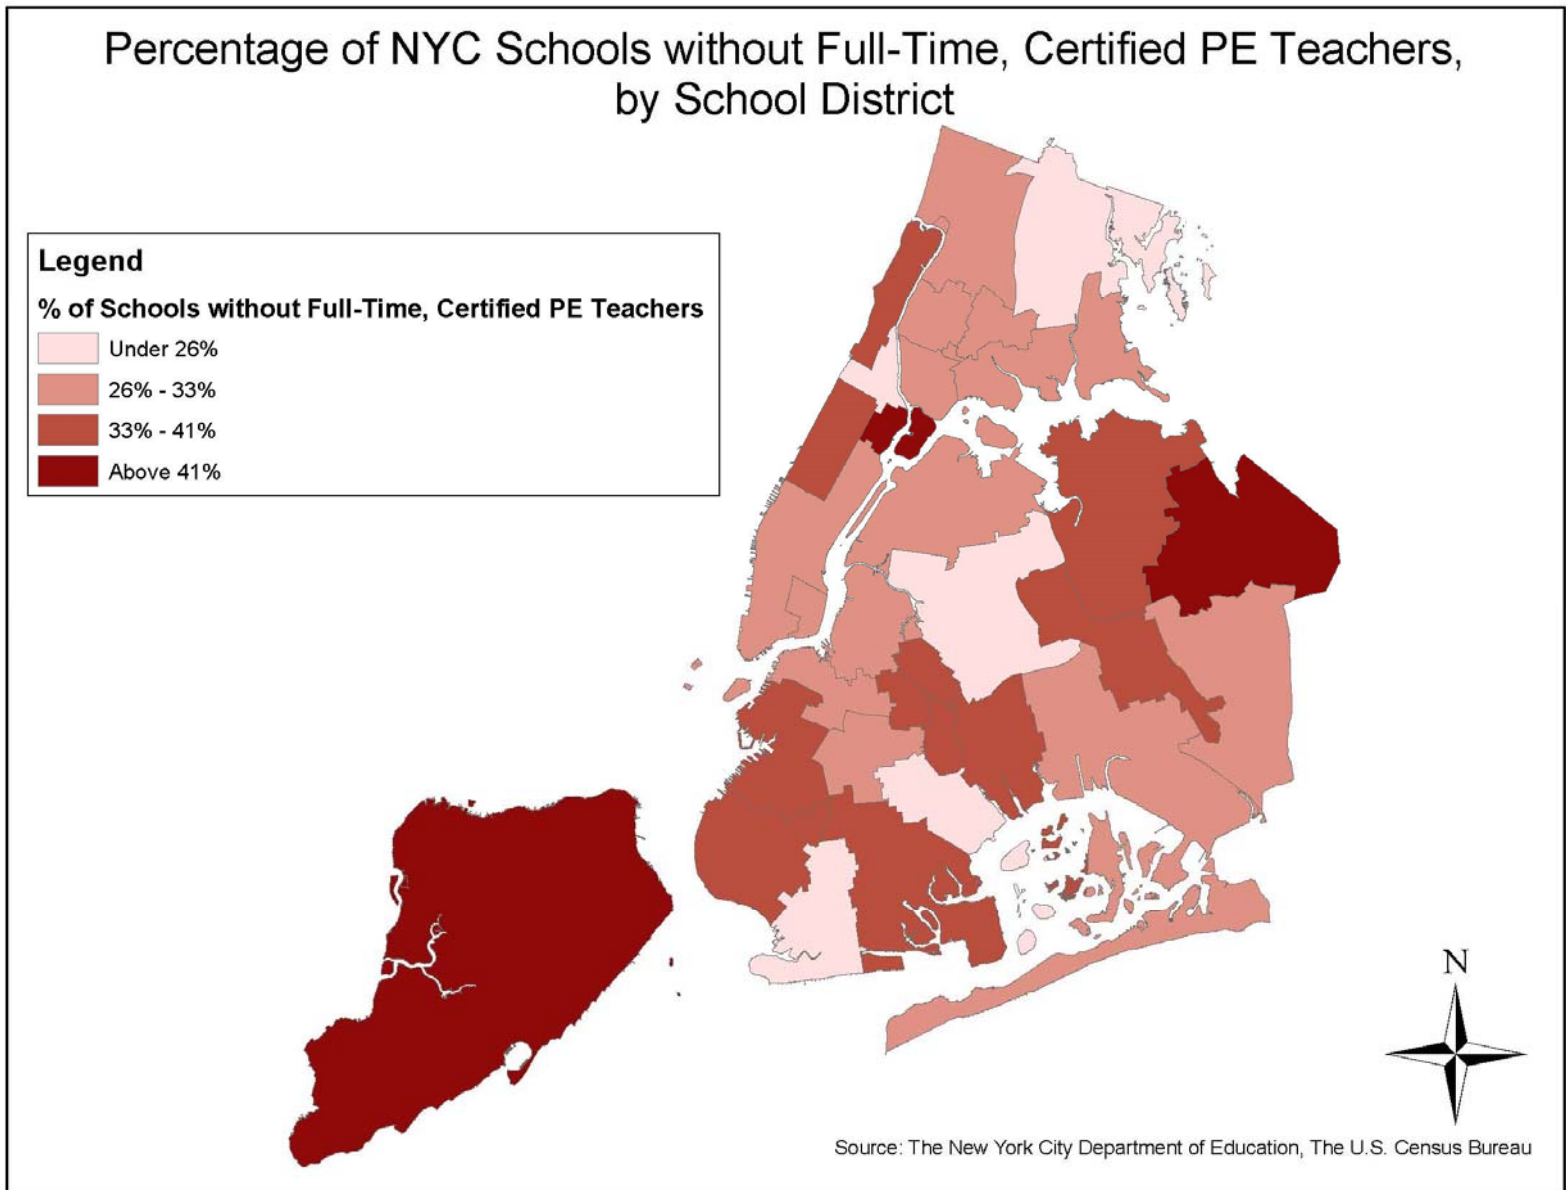 Percentage of NYC Schools without Full-Time, Certified PE Teachers,
by School District
Legend
% of Schools without Full-Time, Certified PE Teachers
Under 26%
26% - 33%
33% - 41%
Above 41%
N
Source: The New York City Department of Education, The U.S. Census Bureau